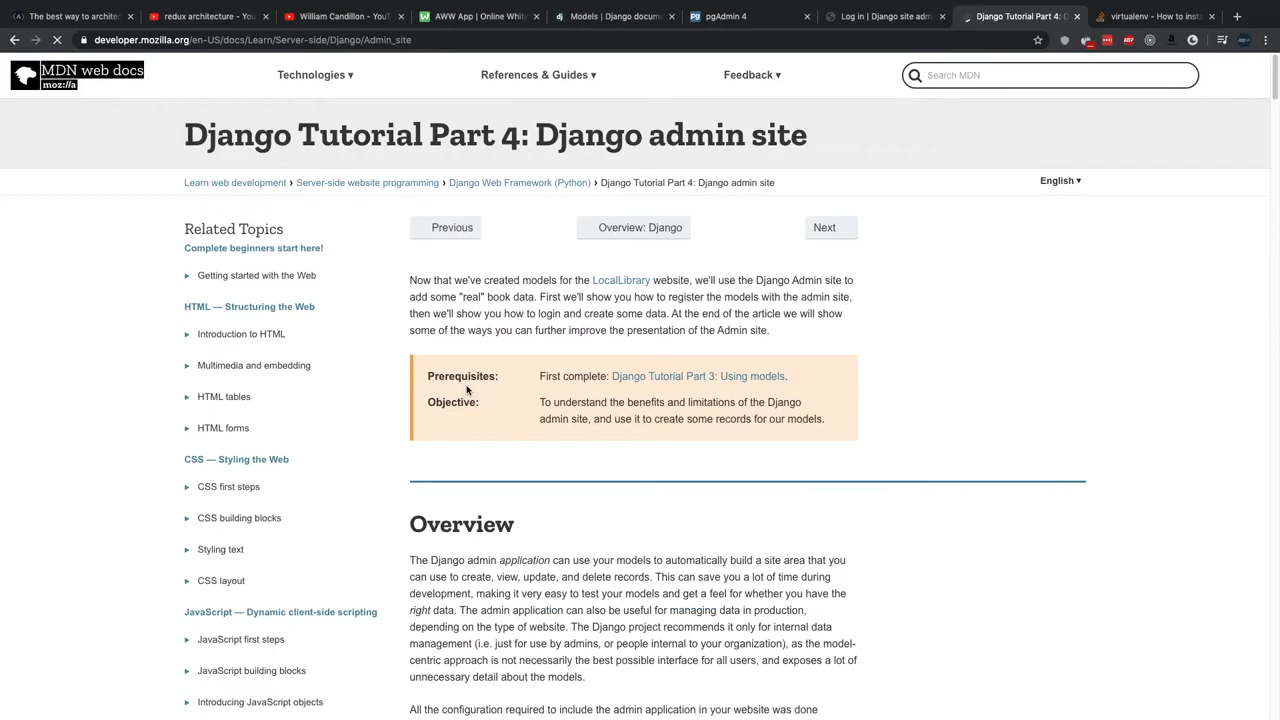 The best way to architec
redux architecture - You
William Candillon - YouT
AWW App | Online White
Models | Django docume
pgAdmin 4
Log in | Django site adm
Django Tutorial Part 4: D
virtualenv - How to insta
developer.mozilla.org/en-US/docs/Learn/Server-side/Django/Admin_site
MDN web docs
moz://a
Technologies ▾
References & Guides ▾
Feedback ▾
Search MDN
Django Tutorial Part 4: Django admin site
Learn web development › Server-side website programming › Django Web Framework (Python) › Django Tutorial Part 4: Django admin site
English ▾
Related Topics
Complete beginners start here!
Getting started with the Web
HTML — Structuring the Web
Introduction to HTML
Multimedia and embedding
HTML tables
HTML forms
CSS — Styling the Web
CSS first steps
CSS building blocks
Styling text
CSS layout
JavaScript — Dynamic client-side scripting
JavaScript first steps
JavaScript building blocks
Introducing JavaScript objects
Previous
Overview: Django
Next
Now that we've created models for the LocalLibrary website, we'll use the Django Admin site to
add some "real" book data. First we'll show you how to register the models with the admin site,
then we'll show you how to login and create some data. At the end of the article we will show
some of the ways you can further improve the presentation of the Admin site.
Prerequisites: First complete: Django Tutorial Part 3: Using models.
Objective: To understand the benefits and limitations of the Django
admin site, and use it to create some records for our models.
Overview
The Django admin application can use your models to automatically build a site area that you
can use to create, view, update, and delete records. This can save you a lot of time during
development, making it very easy to test your models and get a feel for whether you have the
right data. The admin application can also be useful for managing data in production,
depending on the type of website. The Django project recommends it only for internal data
management (i.e. just for use by admins, or people internal to your organization), as the model-
centric approach is not necessarily the best possible interface for all users, and exposes a lot of
unnecessary detail about the models.
All the configuration required to include the admin application in your website was done